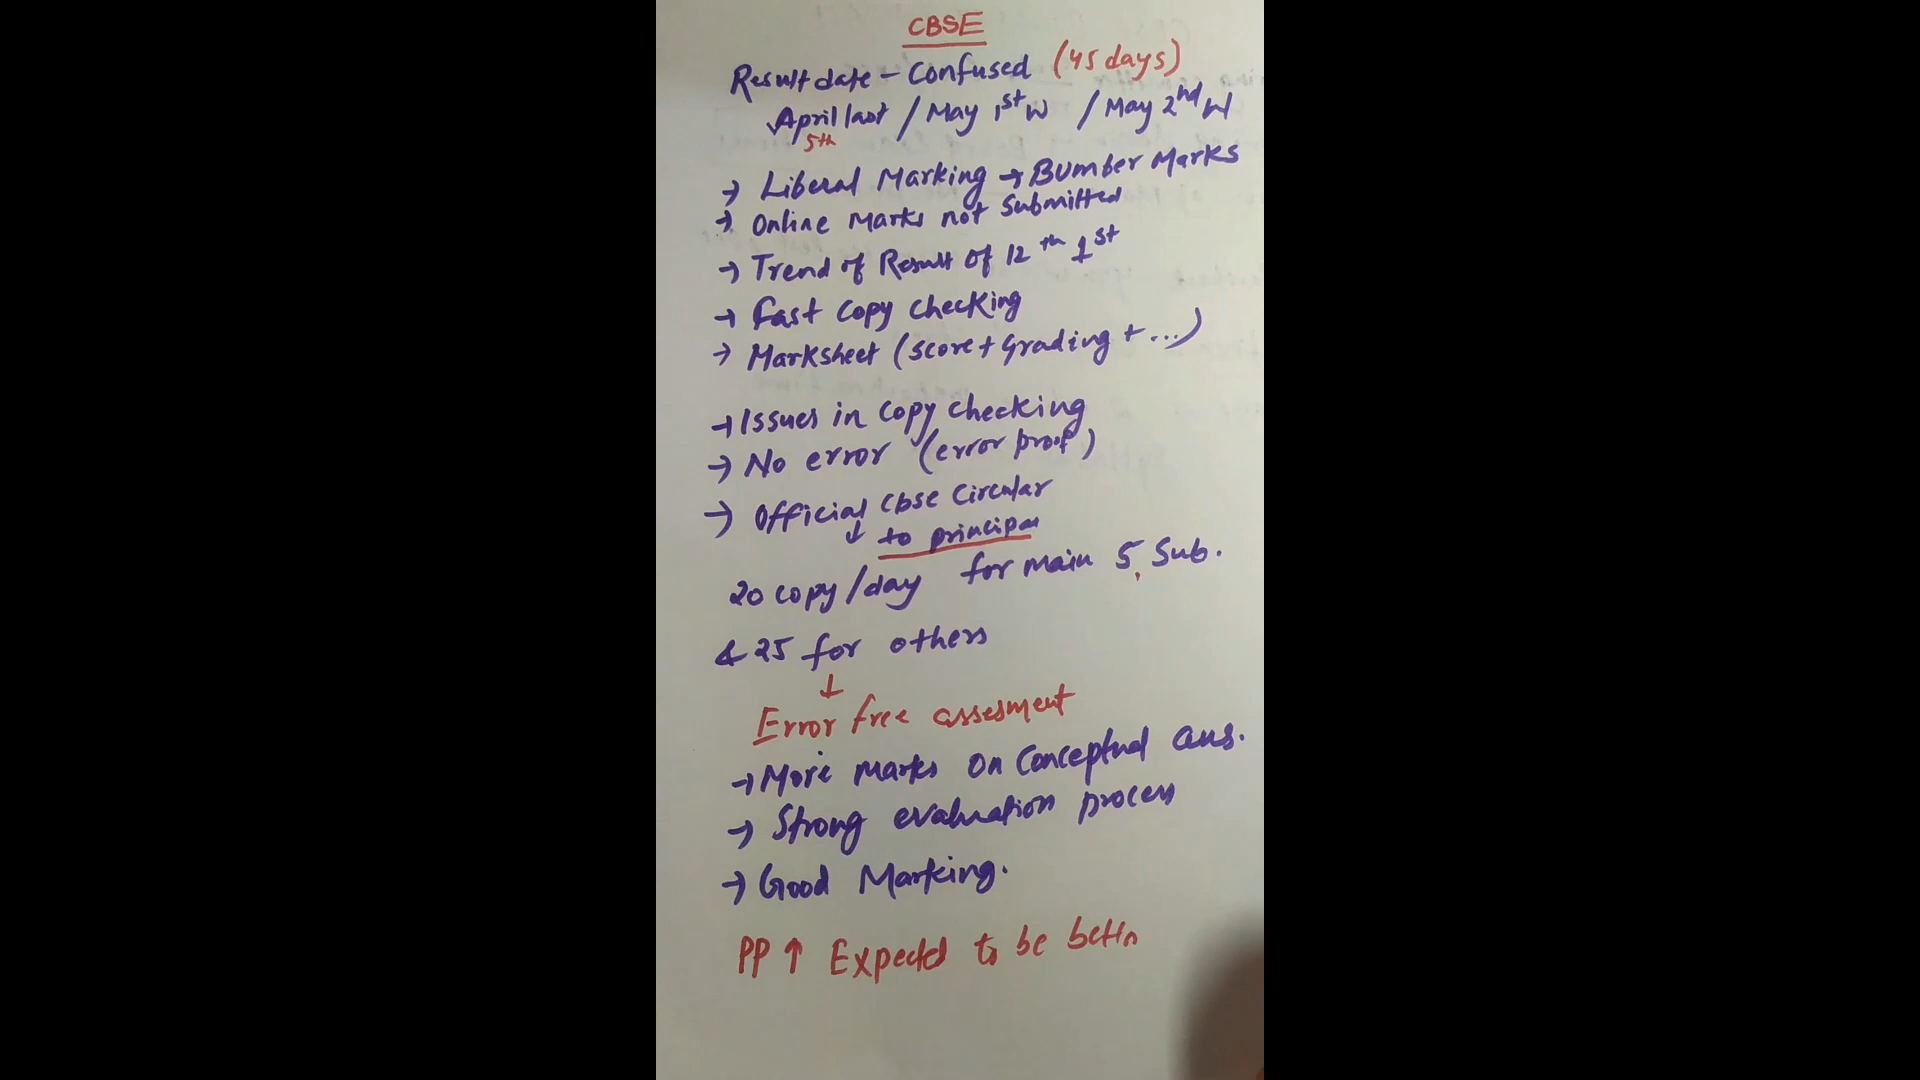 CBSE
Result date - Confused (45 days)
April last / May 1st W / May 2nd W
5th
→ Liberal Marking → Bumber Marks
→ Online Marks not Submitted
→ Trend of Result of 12th 1st
→ Fast Copy Checking
→ Marksheet (Score + Grading + ...)
→ Issues in Copy Checking
→ No error (error proof)
→ Official Cbse Circular
↓ to principal
20 copy/day for main 5 Sub.
& 25 for others
↓
Error free assesment
→ More marks on Conceptual ans.
→ Strong evaluation process
→ Good Marking.
PP ↑ Expected to be better